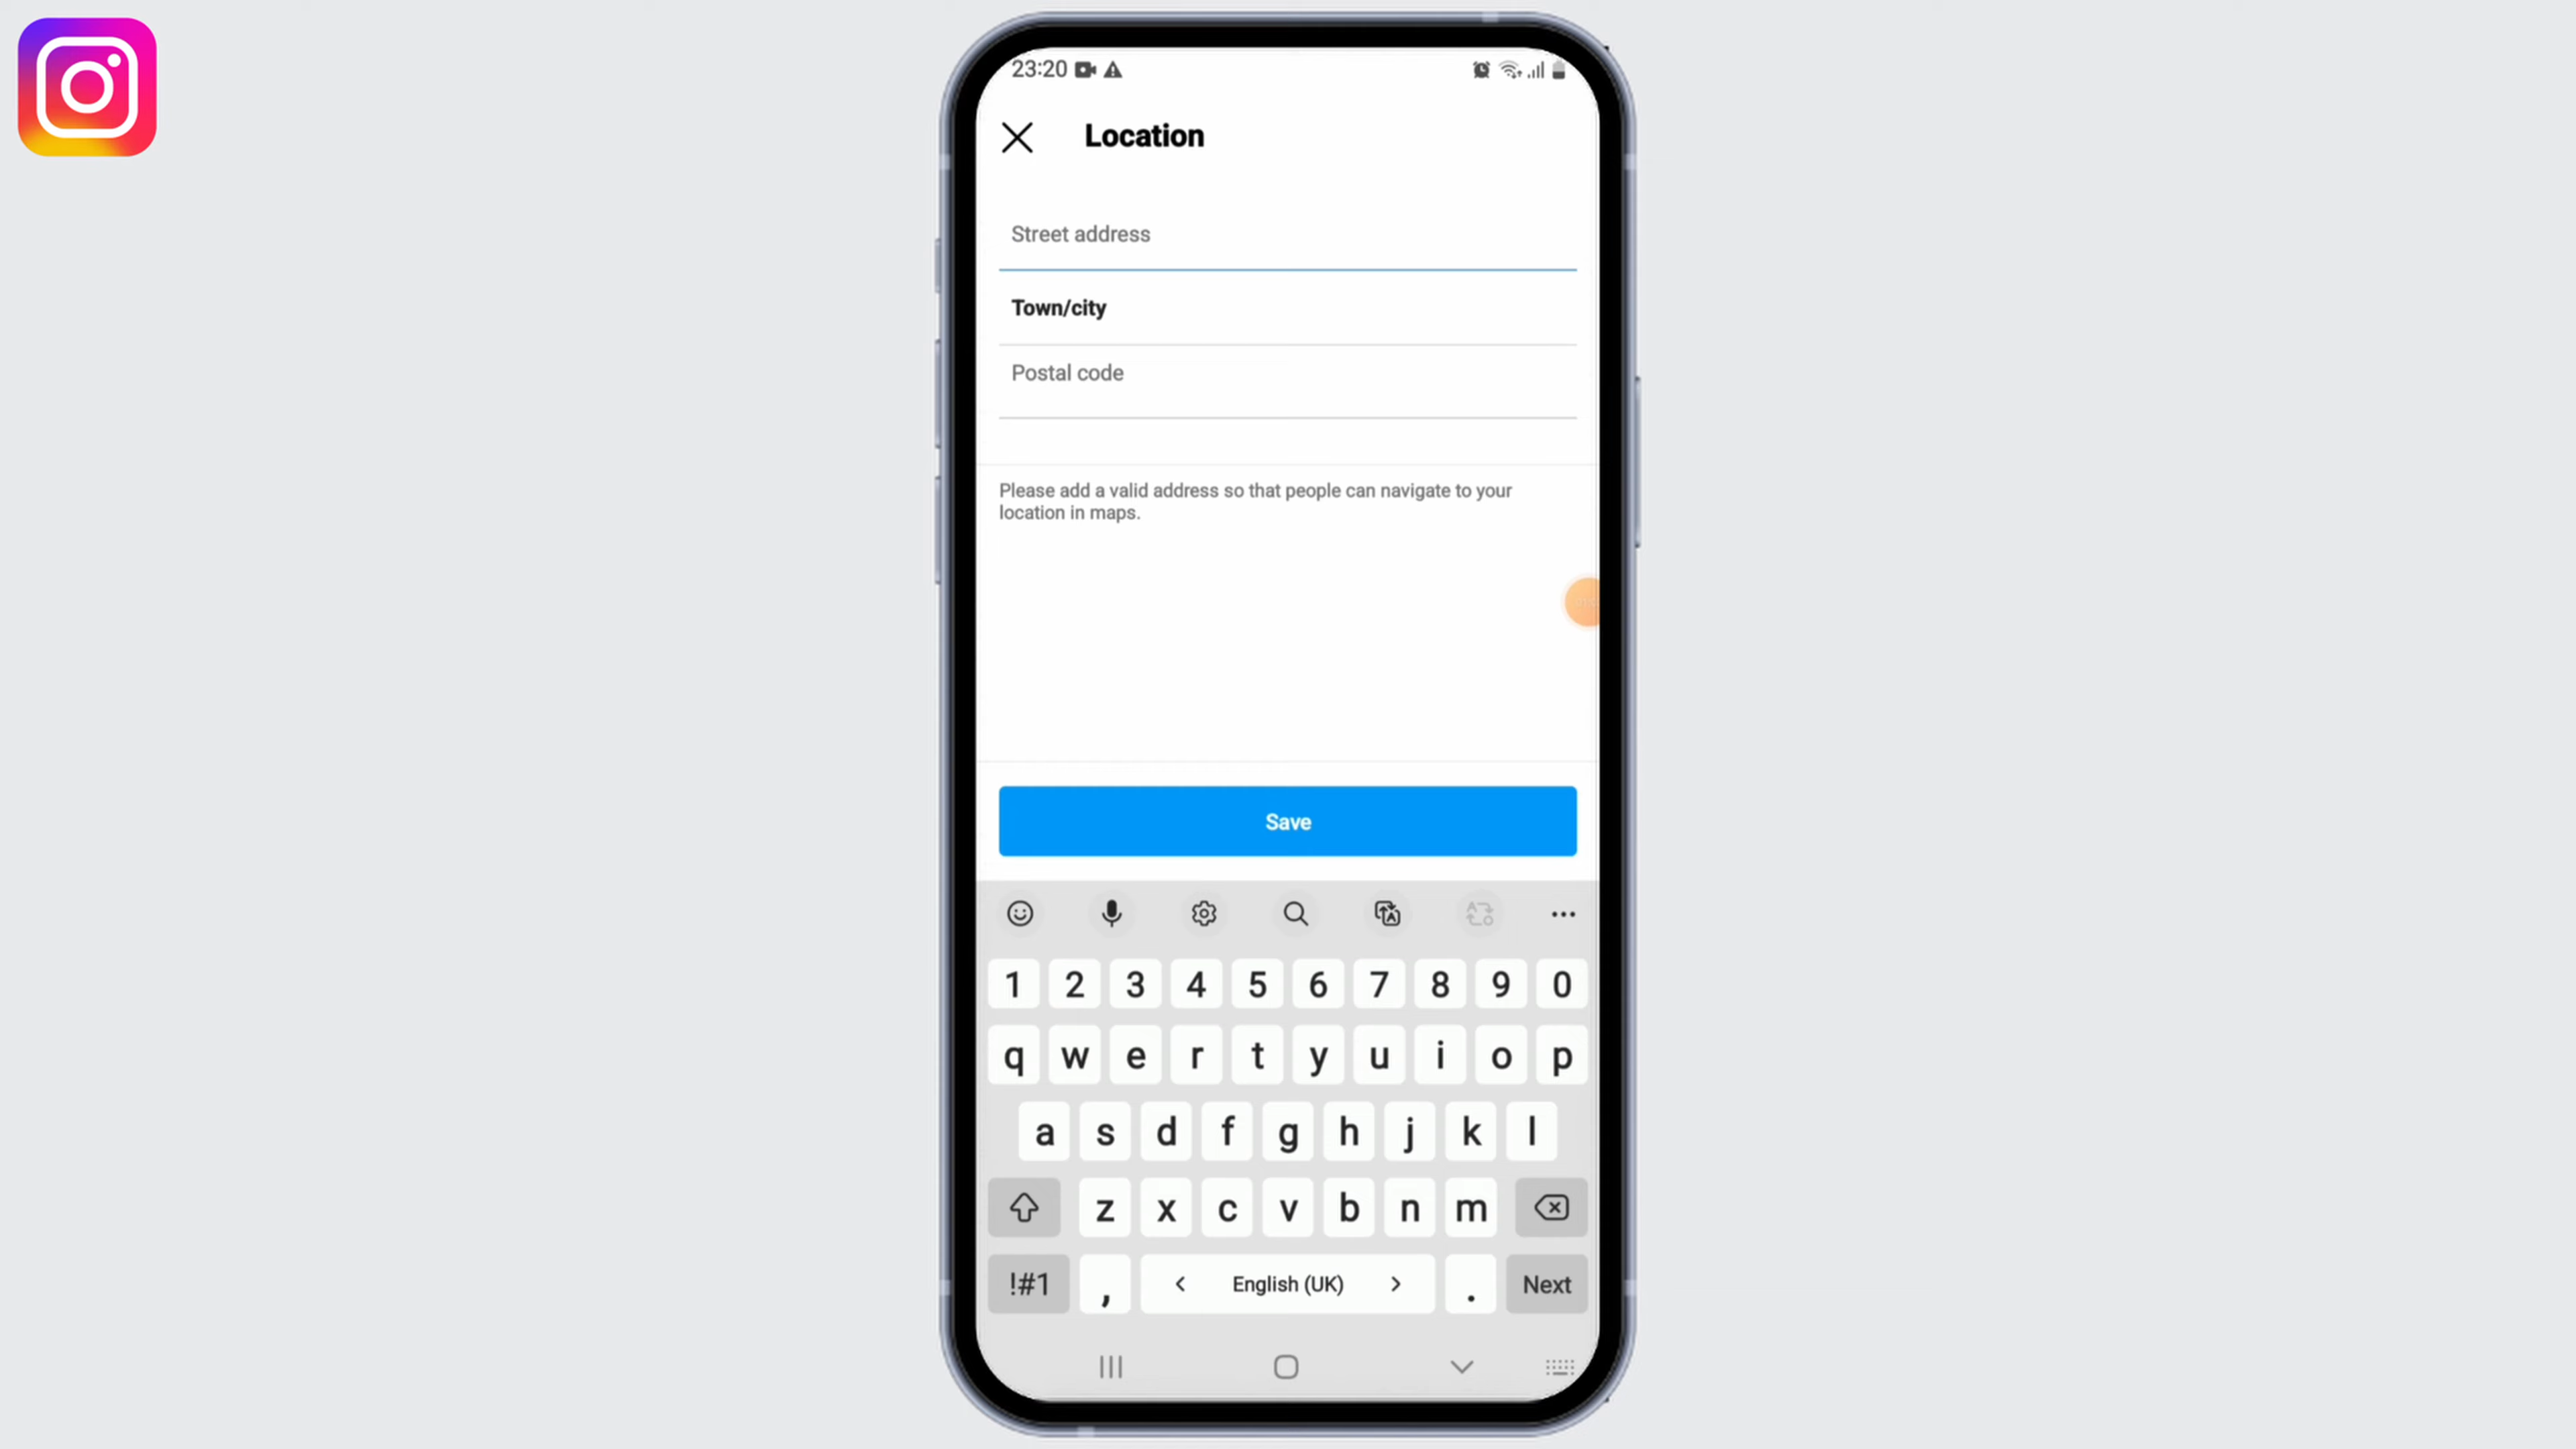 23:20
Location
Street address
Town/city
Postal code
Please add a valid address so that people can navigate to your
location in maps.
Save
1 2 3 4 5 6 7 8 9 0
q w e r t y u i o p
a s d f g h j k l
z x c v b n m
!#1 , < English (UK) > . Next